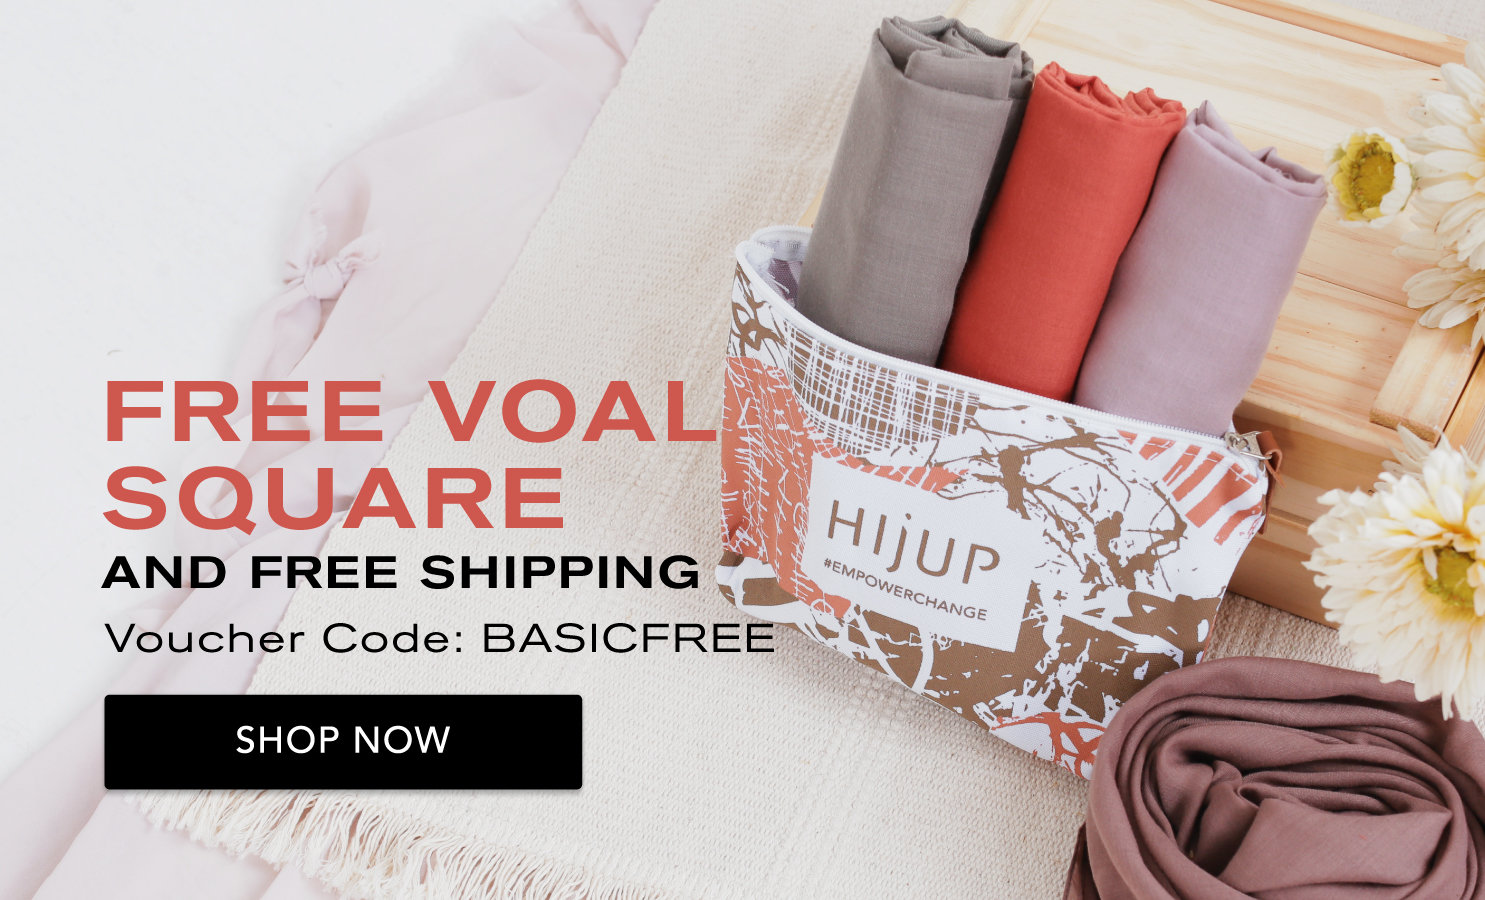 FREE VOAL
SQUARE
AND FREE SHIPPING
Voucher Code: BASICFREE
SHOP NOW
HIjUP
#EMPOWERCHANGE